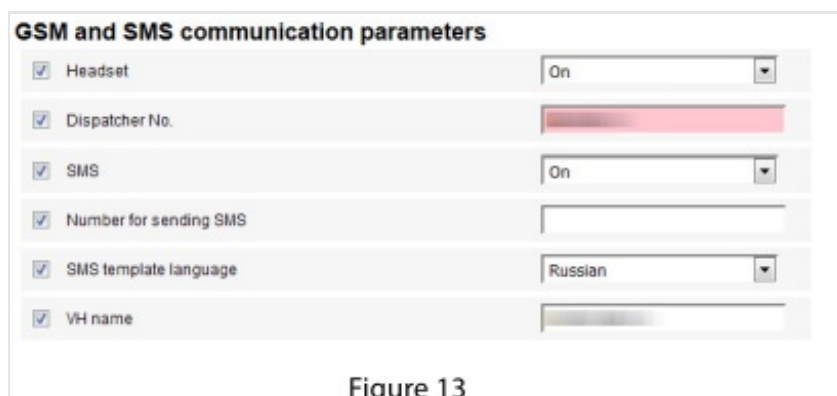 GSM and SMS communication parameters
Headset On
Dispatcher No.
SMS On
Number for sending SMS
SMS template language Russian
VH name
Figure 13